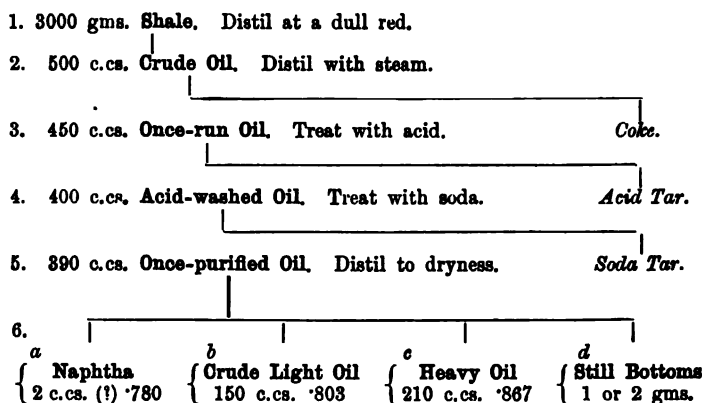 1. 3000 gms. Shale. Distil at a dull red.
2. 500 c.cs. Crude Oil. Distil with steam.
3. 450 c.cs. Once-run Oil. Treat with acid. Coke.
4. 400 c.cs. Acid-washed Oil. Treat with soda. Acid Tar.
5. 390 c.cs. Once-purified Oil. Distil to dryness. Soda Tar.
6.
a b c d
{ Naphtha { Crude Light Oil { Heavy Oil { Still Bottoms
2 c.cs. (?) ·780 150 c.cs. ·803 210 c.cs. ·867 1 or 2 gms.